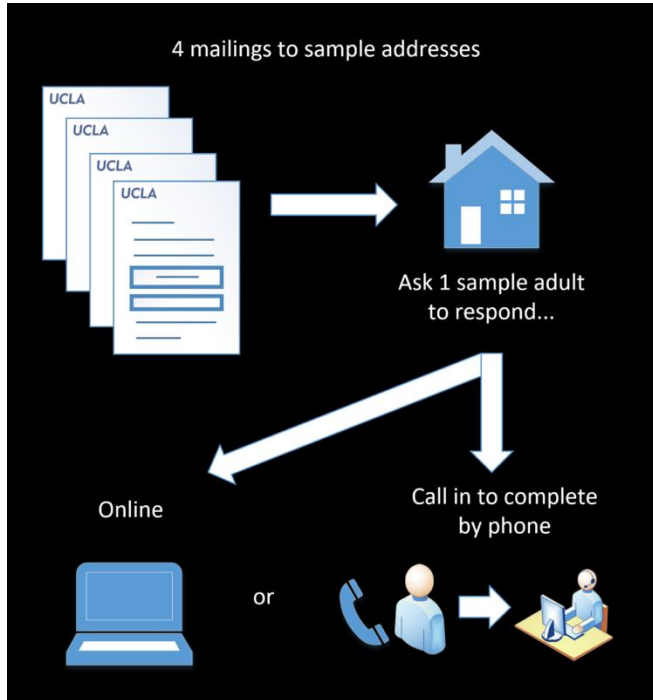 4 mailings to sample addresses
UCLA
UCLA
UCLA
UCLA
Ask 1 sample adult
to respond...
Online
Call in to complete
by phone
or